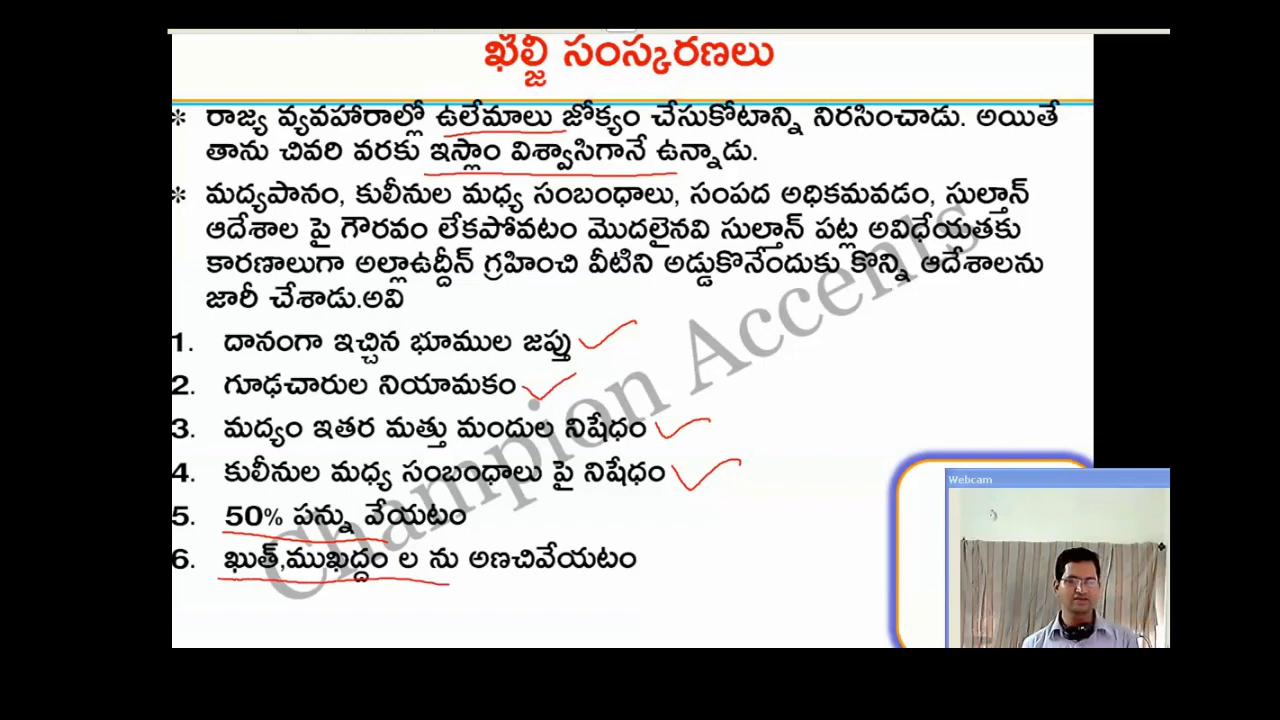 ఖిల్జీ సంస్కరణలు
* రాజ్య వ్యవహారాల్లో ఉలేమాలు జోక్యం చేసుకోటాన్ని నిరసించాడు. అయితే
తాను చివరి వరకు ఇస్లాం విశ్వాసిగానే ఉన్నాడు.
* మద్యపానం, కులీనుల మధ్య సంబంధాలు, సంపద అధికమవడం, సుల్తాన్
ఆదేశాల పై గౌరవం లేకపోవటం మొదలైనవి సుల్తాన్ పట్ల అవిధేయతకు
కారణాలుగా అల్లాఉద్దీన్ గ్రహించి వీటిని అడ్డుకొనేందుకు కొన్ని ఆదేశాలను
జారీ చేశాడు.అవి
1. దానంగా ఇచ్చిన భూముల జప్తు
2. గూఢచారుల నియామకం
3. మద్యం ఇతర మత్తు మందుల నిషేధం
4. కులీనుల మధ్య సంబంధాలు పై నిషేధం
5. 50% పన్ను వేయటం
6. ఖుత్,ముఖద్దం ల ను అణచివేయటం
Champion Accents
Webcam